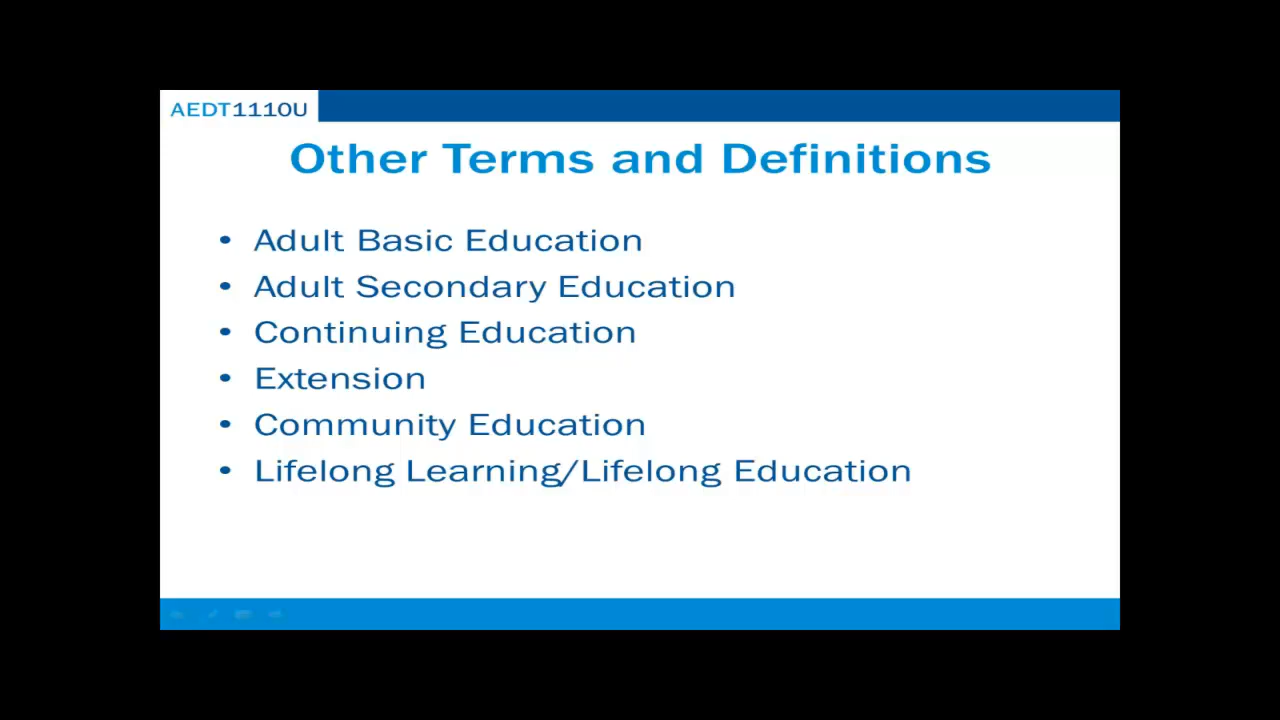 AEDT1110U
Other Terms and Definitions
• Adult Basic Education
• Adult Secondary Education
• Continuing Education
• Extension
• Community Education
• Lifelong Learning/Lifelong Education